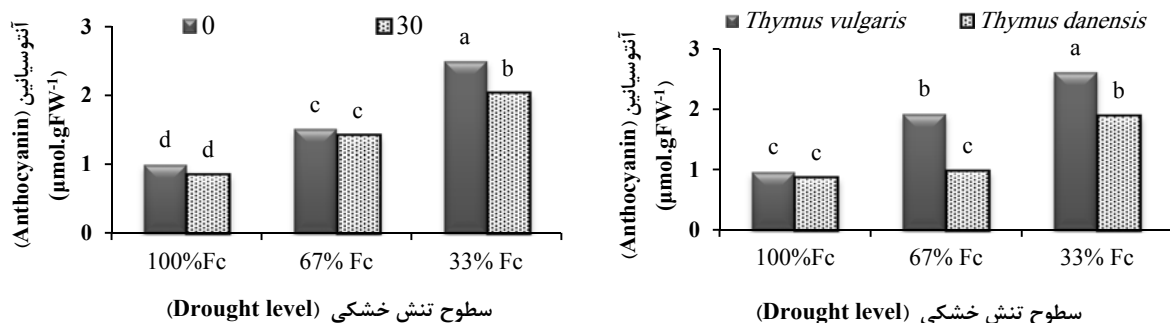 آنتوسیانین (Anthocyanin)
(µmol.gFW⁻¹)
0 30
3
2
1
0
d d c c a b
100%Fc 67% Fc 33% Fc
سطوح تنش خشکی (Drought level)
آنتوسیانین (Anthocyanin)
(µmol.gFW⁻¹)
Thymus vulgaris Thymus danensis
3
2
1
0
c c b c a b
100%Fc 67% Fc 33% Fc
سطوح تنش خشکی (Drought level)